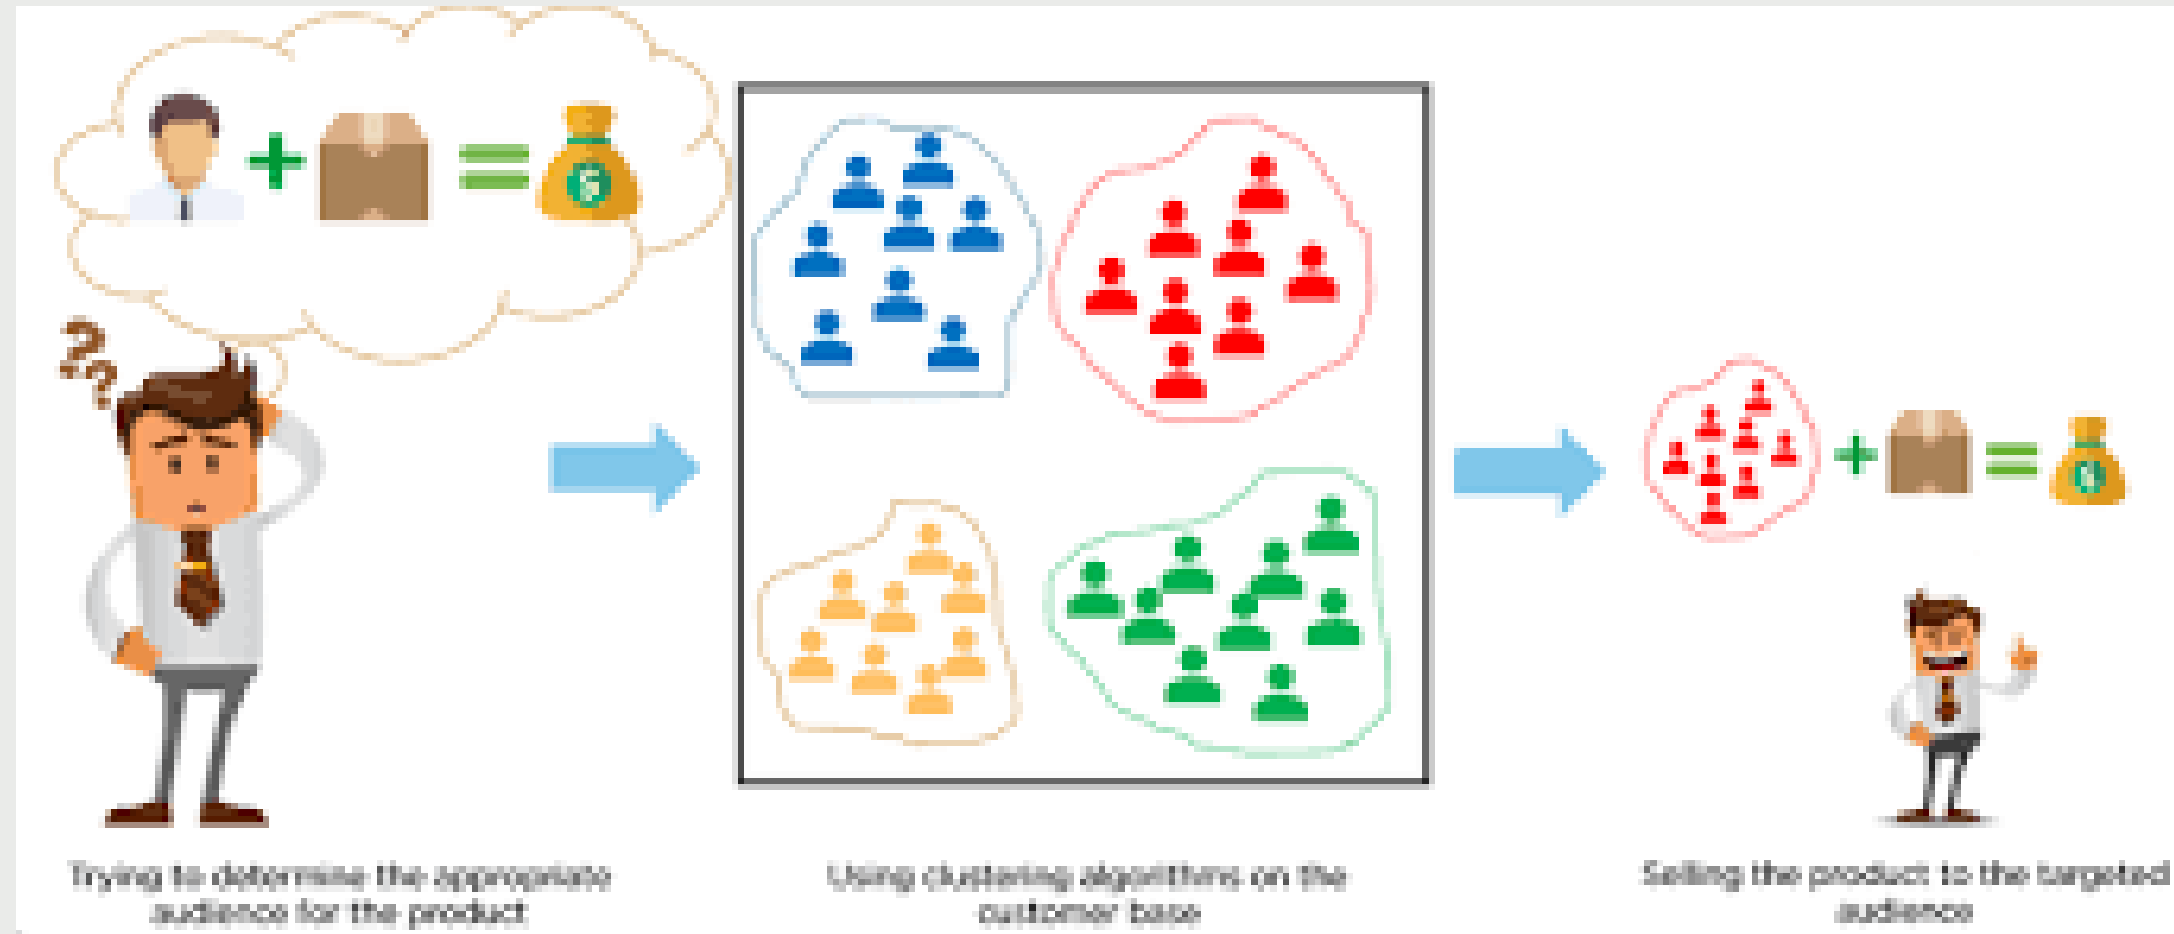 ??
Trying to determine the appropriate
audience for the product
Using clustering algorithms on the
customer base
Selling the product to the targeted
audience